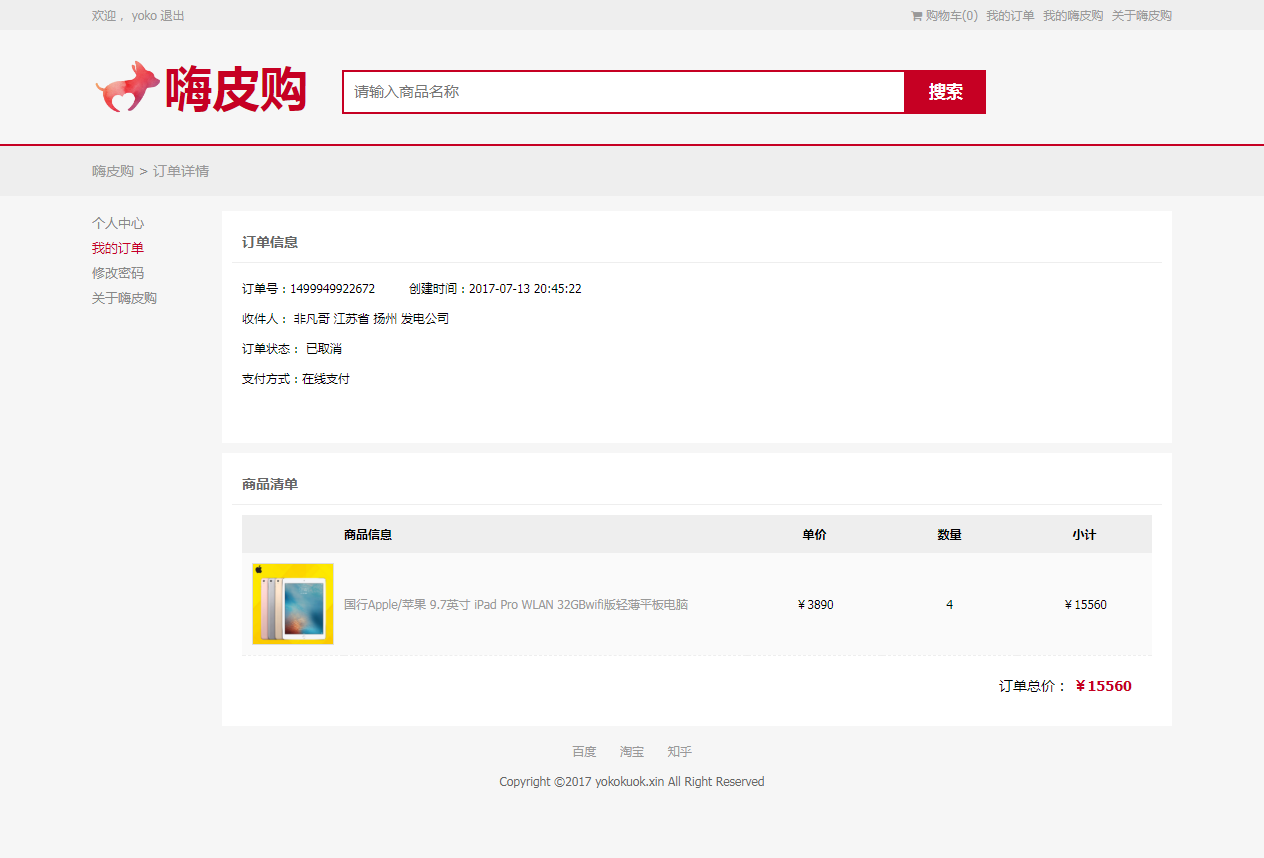 欢迎， yoko 退出 购物车(0) 我的订单 我的嗨皮购 关于嗨皮购
嗨皮购 请输入商品名称 搜索
嗨皮购 > 订单详情
个人中心
我的订单
修改密码
关于嗨皮购
订单信息
订单号：1499949922672 创建时间：2017-07-13 20:45:22
收件人： 非凡哥 江苏省 扬州 发电公司
订单状态： 已取消
支付方式：在线支付
商品清单
商品信息 单价 数量 小计
国行Apple/苹果 9.7英寸 iPad Pro WLAN 32GBwifi版轻薄平板电脑 ￥3890 4 ￥15560
订单总价： ￥15560
百度 淘宝 知乎
Copyright ©2017 yokokuok.xin All Right Reserved